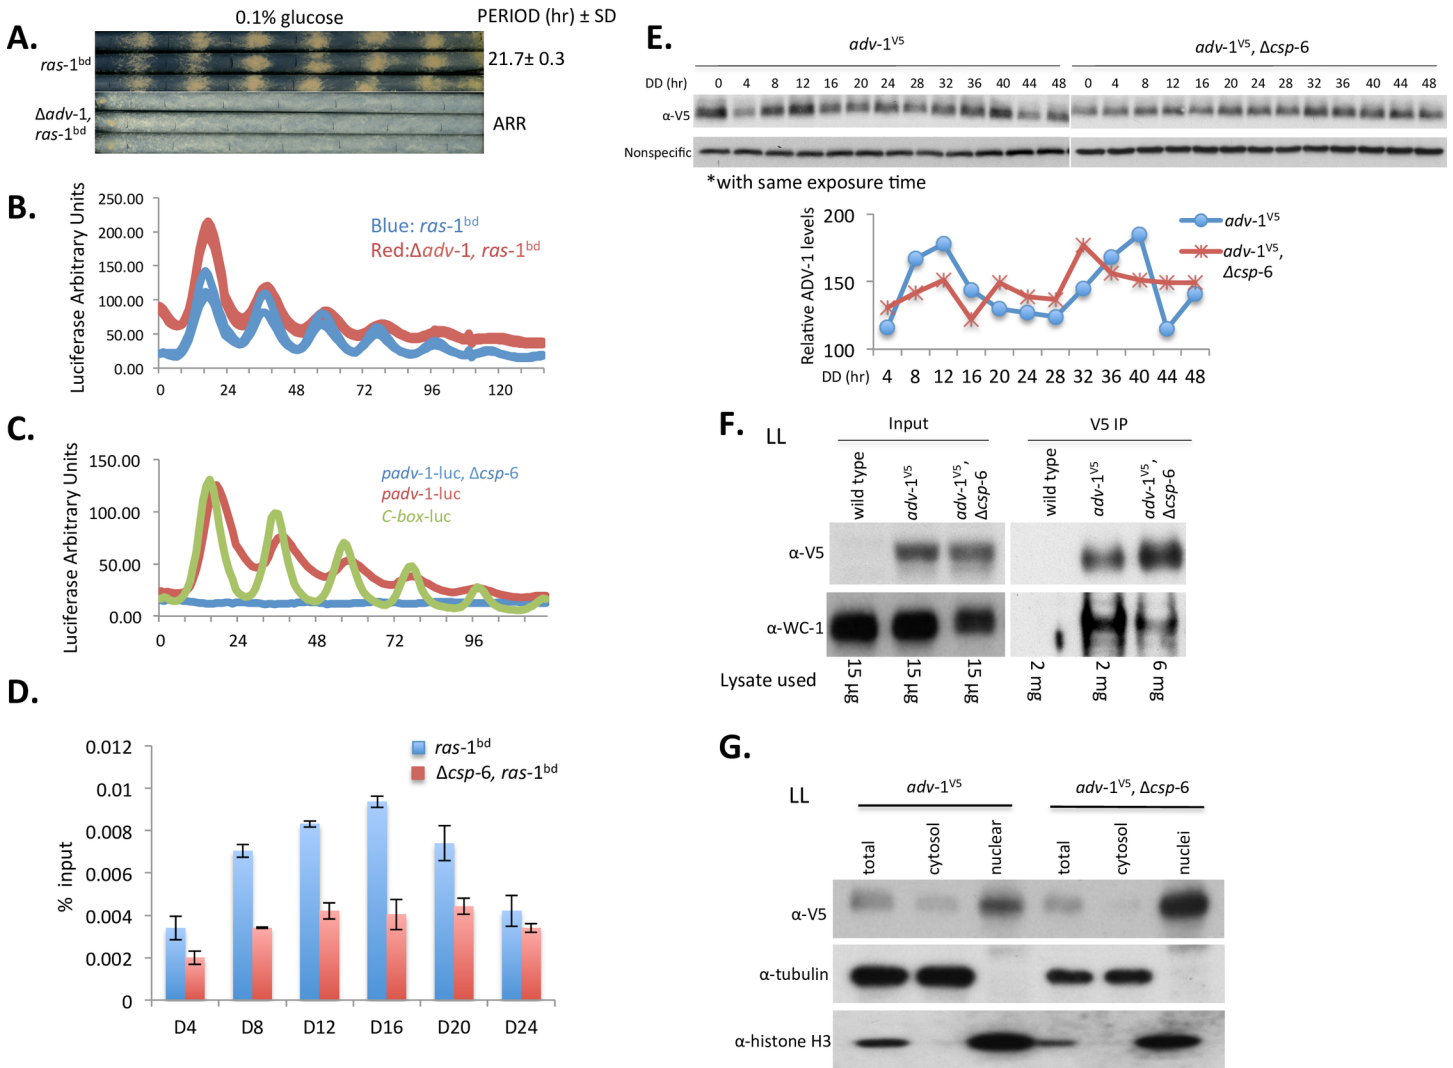 A.
0.1% glucose
PERIOD (hr) ± SD
ras-1bd
21.7± 0.3
Δadv-1,
ras-1bd
ARR
B.
Luciferase Arbitrary Units
250.00
200.00
150.00
100.00
50.00
0.00
Blue: ras-1bd
Red:Δadv-1, ras-1bd
0 24 48 72 96 120
C.
Luciferase Arbitrary Units
150.00
100.00
50.00
0.00
padv-1-luc, Δcsp-6
padv-1-luc
C-box-luc
0 24 48 72 96
D.
% input
0.012
0.01
0.008
0.006
0.004
0.002
0
ras-1bd
Δcsp-6, ras-1bd
D4 D8 D12 D16 D20 D24
E.
adv-1V5
adv-1V5, Δcsp-6
DD (hr) 0 4 8 12 16 20 24 28 32 36 40 44 48 0 4 8 12 16 20 24 28 32 36 40 44 48
α-V5
Nonspecific
*with same exposure time
Relative ADV-1 levels
200
150
100
adv-1V5
adv-1V5,
Δcsp-6
DD (hr) 4 8 12 16 20 24 28 32 36 40 44 48
F.
LL
Input
V5 IP
wild type
adv-1V5
adv-1V5,
Δcsp-6
wild type
adv-1V5
adv-1V5,
Δcsp-6
α-V5
α-WC-1
Lysate used
15 μg
15 μg
15 μg
2 mg
2 mg
6 mg
G.
LL
adv-1V5
adv-1V5, Δcsp-6
total
cytosol
nuclear
total
cytosol
nuclei
α-V5
α-tubulin
α-histone H3